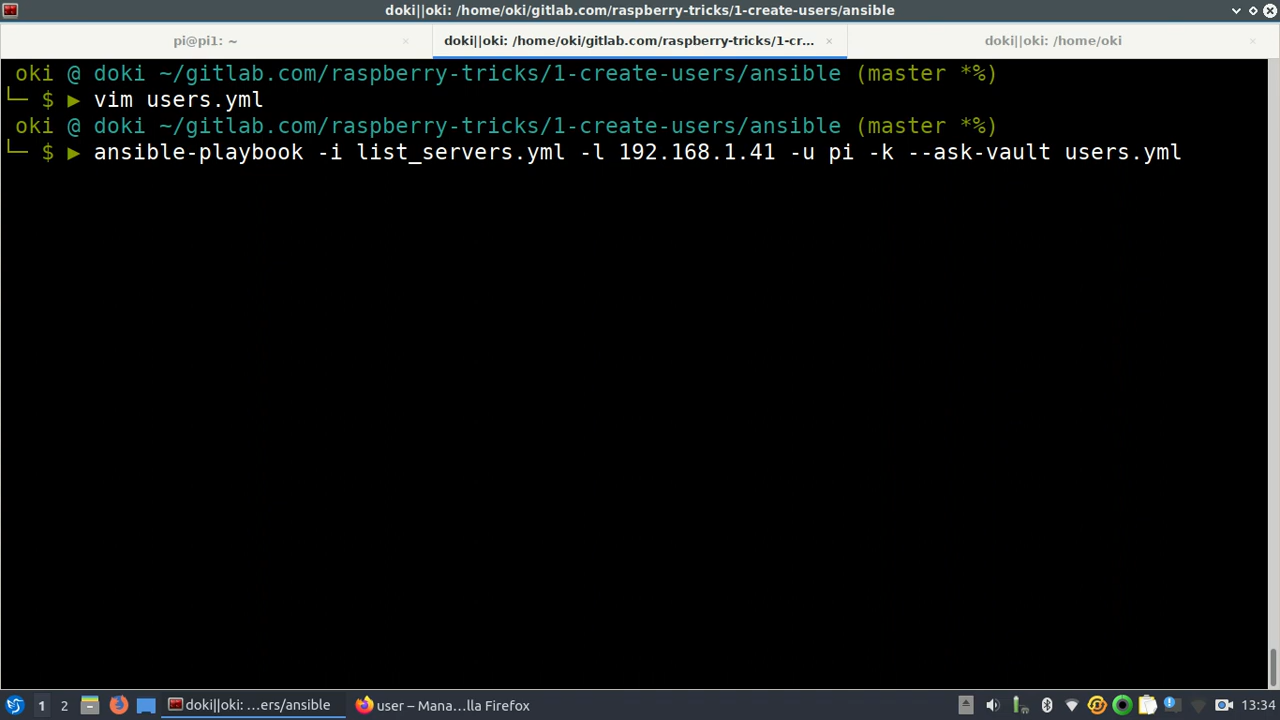 doki||oki: /home/oki/gitlab.com/raspberry-tricks/1-create-users/ansible
pi@pi1: ~
doki||oki: /home/oki/gitlab.com/raspberry-tricks/1-cr...
doki||oki: /home/oki
oki @ doki ~/gitlab.com/raspberry-tricks/1-create-users/ansible (master *%)
└─ $ ▶ vim users.yml
oki @ doki ~/gitlab.com/raspberry-tricks/1-create-users/ansible (master *%)
└─ $ ▶ ansible-playbook -i list_servers.yml -l 192.168.1.41 -u pi -k --ask-vault users.yml
1 2 doki||oki: ...ers/ansible user – Mana...lla Firefox 13:34